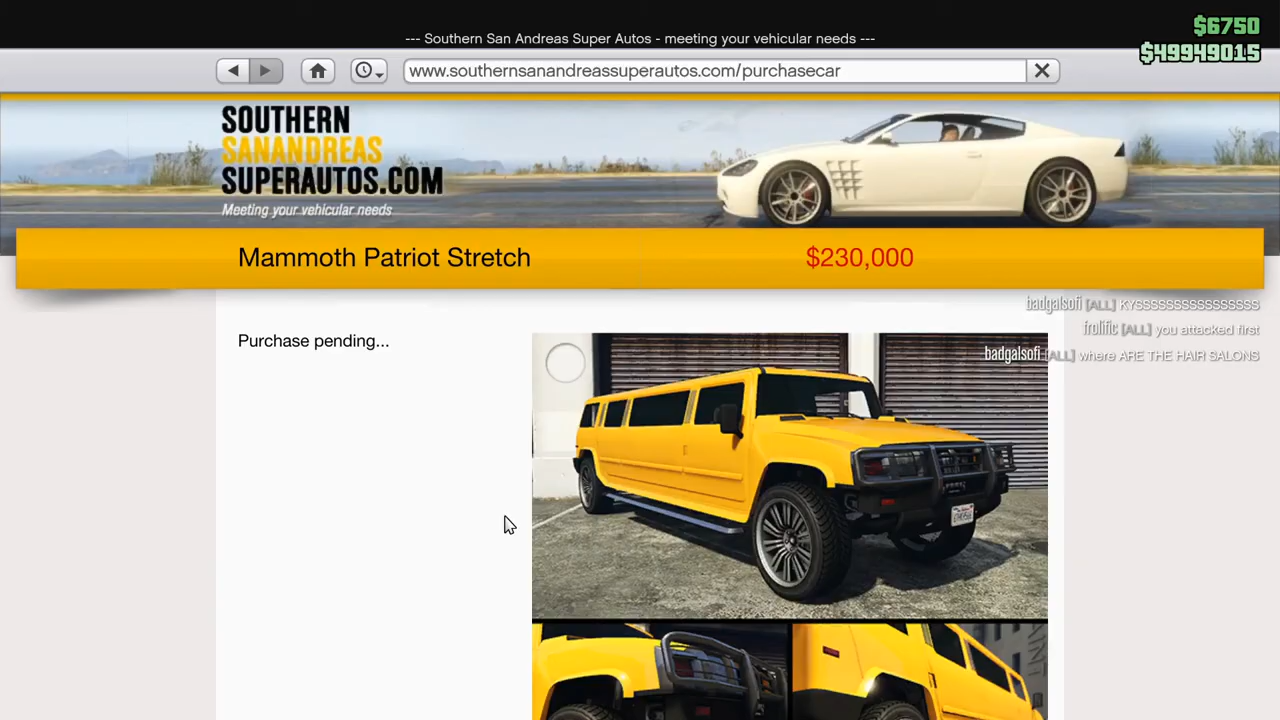 $6750
--- Southern San Andreas Super Autos - meeting your vehicular needs ---
$49949015
www.southernsanandreassuperautos.com/purchasecar
SOUTHERN
SANANDREAS
SUPERAUTOS.COM
Meeting your vehicular needs
Mammoth Patriot Stretch
$230,000
badgalsofi [ALL] KYSSSSSSSSSSSSSSS
frolific [ALL] you attacked first
Purchase pending...
badgalsofi [ALL] where ARE THE HAIR SALONS